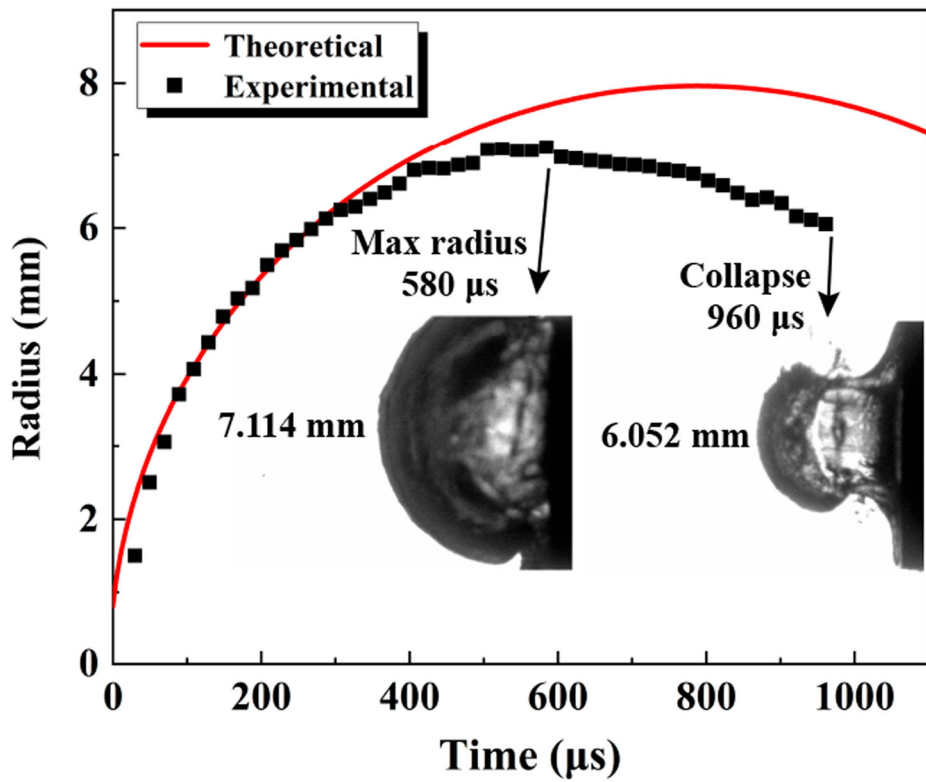 Theoretical
Experimental
8
6
4
2
0
Radius (mm)
Max radius
580 μs
Collapse
960 μs
7.114 mm
6.052 mm
0 200 400 600 800 1000
Time (μs)